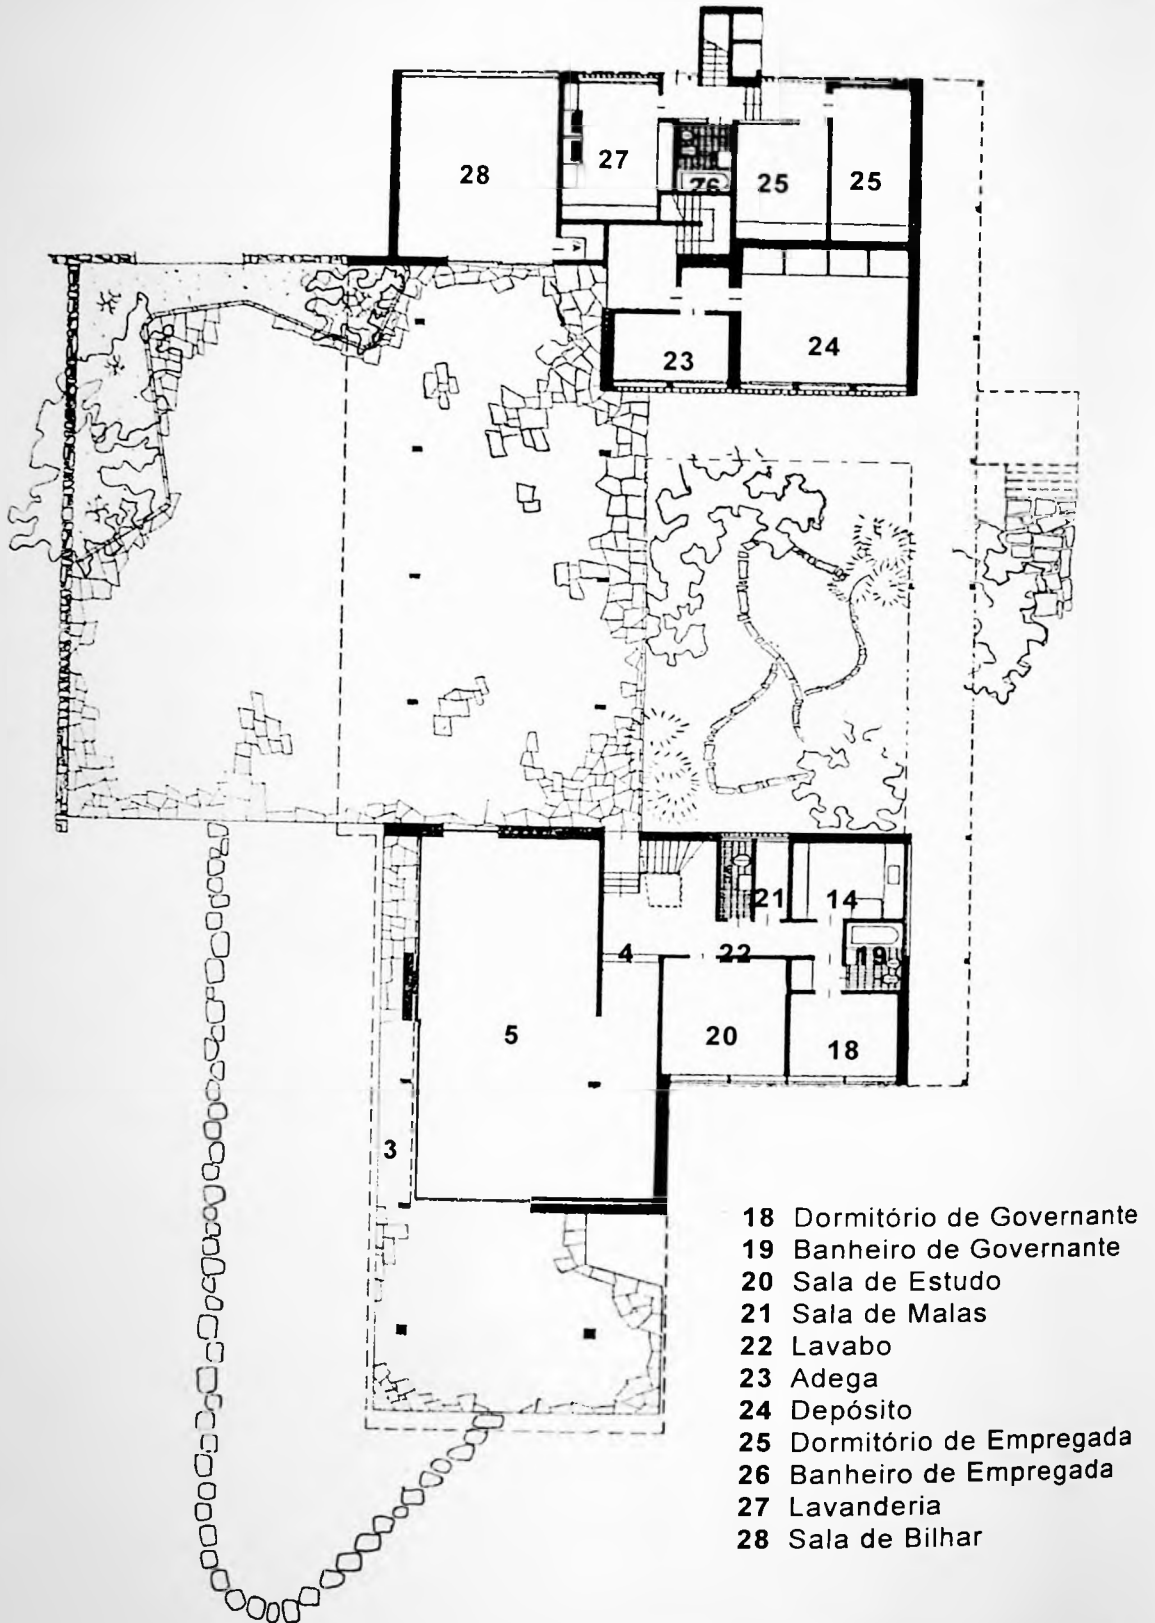 28
27
26
25
25
23
24
21
14
4
22
19
5
20
18
3
18 Dormitório de Governante
19 Banheiro de Governante
20 Sala de Estudo
21 Sala de Malas
22 Lavabo
23 Adega
24 Depósito
25 Dormitório de Empregada
26 Banheiro de Empregada
27 Lavanderia
28 Sala de Bilhar